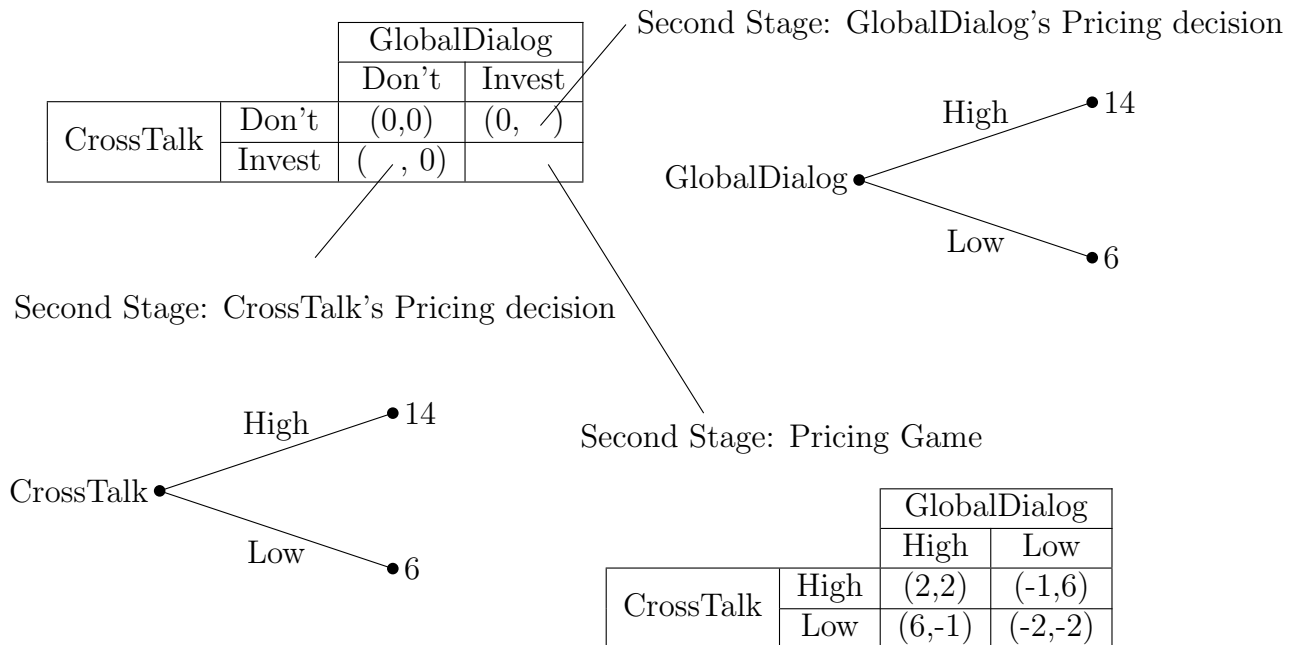 Second Stage: GlobalDialog's Pricing decision
GlobalDialog
Don't Invest
CrossTalk Don't (0,0) (0, )
Invest ( , 0)
High 14
GlobalDialog
Low 6
Second Stage: CrossTalk's Pricing decision
High 14
CrossTalk
Low 6
Second Stage: Pricing Game
GlobalDialog
High Low
CrossTalk High (2,2) (-1,6)
Low (6,-1) (-2,-2)